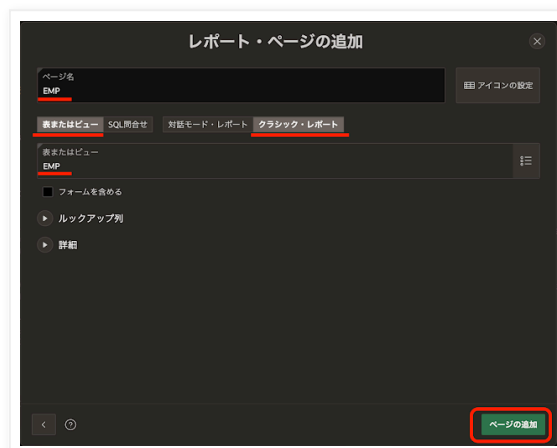 レポート・ページの追加
ページ名
EMP
アイコンの設定
表またはビュー SQL問合せ 対話モード・レポート クラシック・レポート
表またはビュー
EMP
フォームを含める
ルックアップ列
詳細
ページの追加